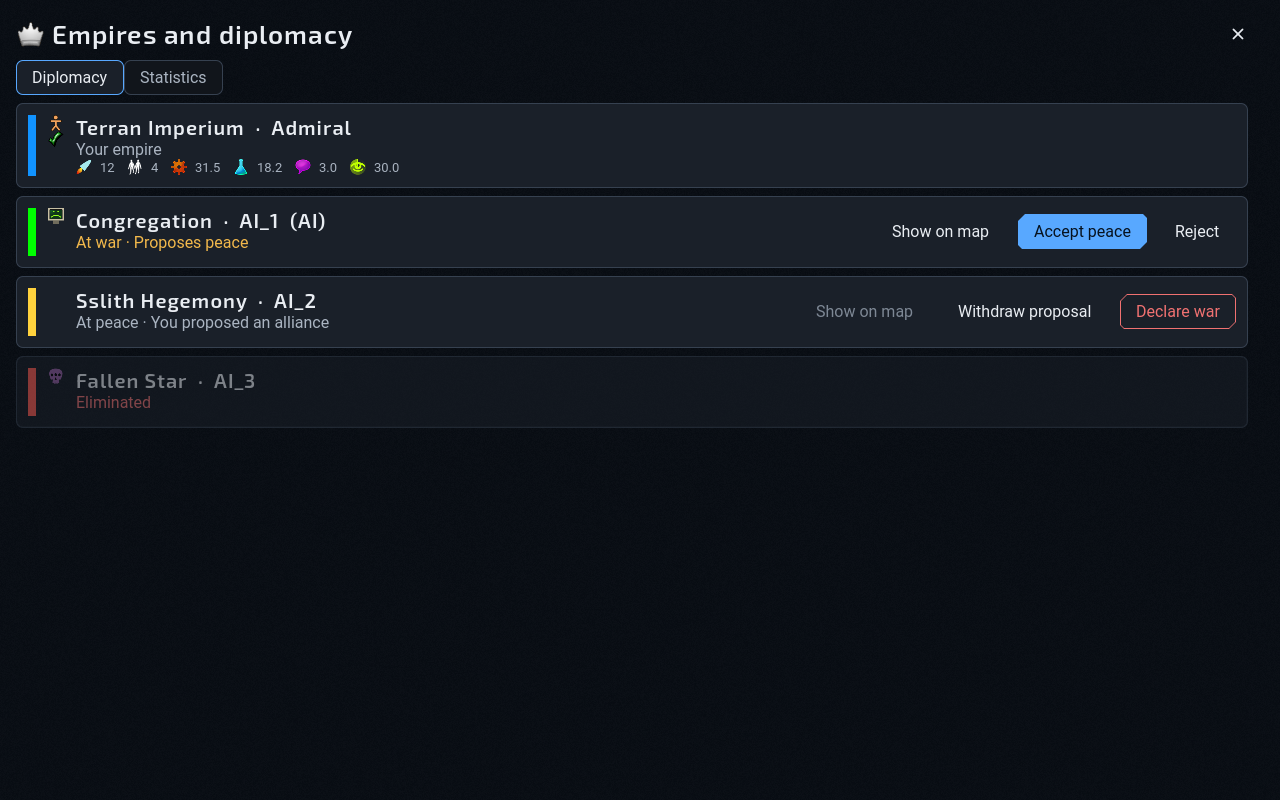 Empires and diplomacy
Diplomacy
Statistics
Terran Imperium · Admiral
Your empire
12 4 31.5 18.2 3.0 30.0
Congregation · AI_1 (AI)
At war · Proposes peace
Show on map
Accept peace
Reject
Sslith Hegemony · AI_2
At peace · You proposed an alliance
Show on map
Withdraw proposal
Declare war
Fallen Star · AI_3
Eliminated